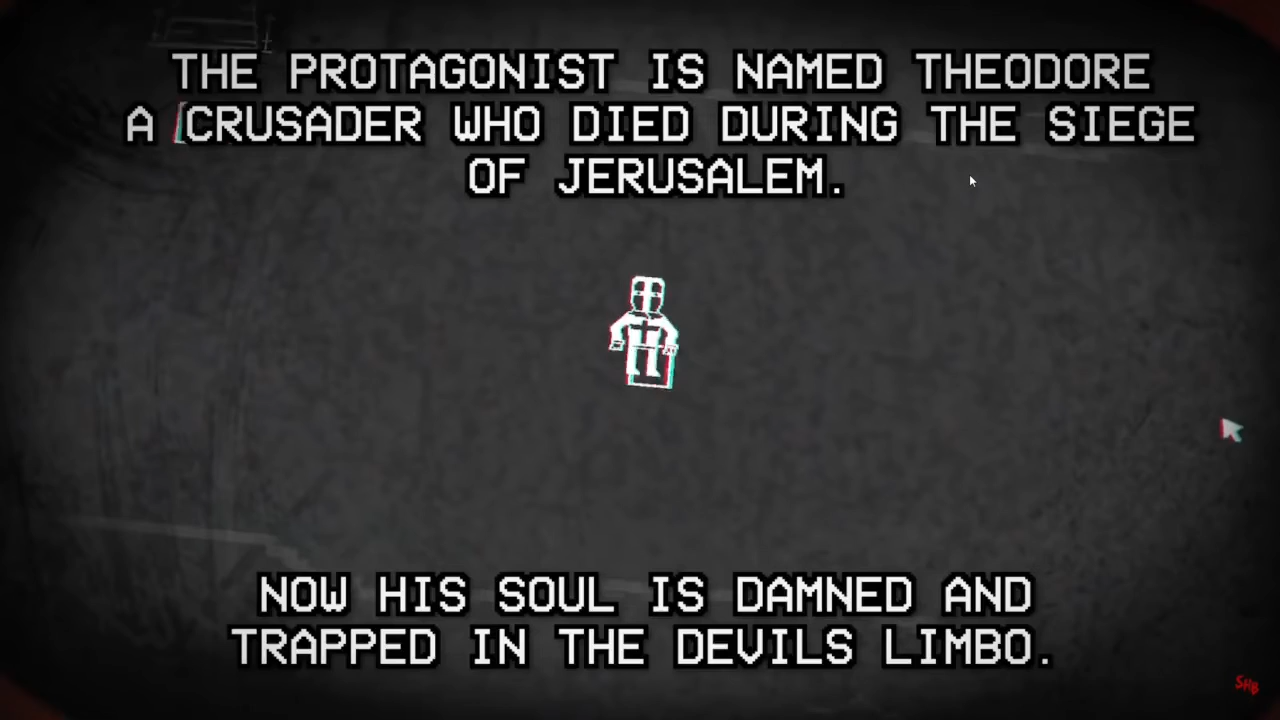 THE PROTAGONIST IS NAMED THEODORE
A CRUSADER WHO DIED DURING THE SIEGE
OF JERUSALEM.
NOW HIS SOUL IS DAMNED AND
TRAPPED IN THE DEVILS LIMBO.
SHB